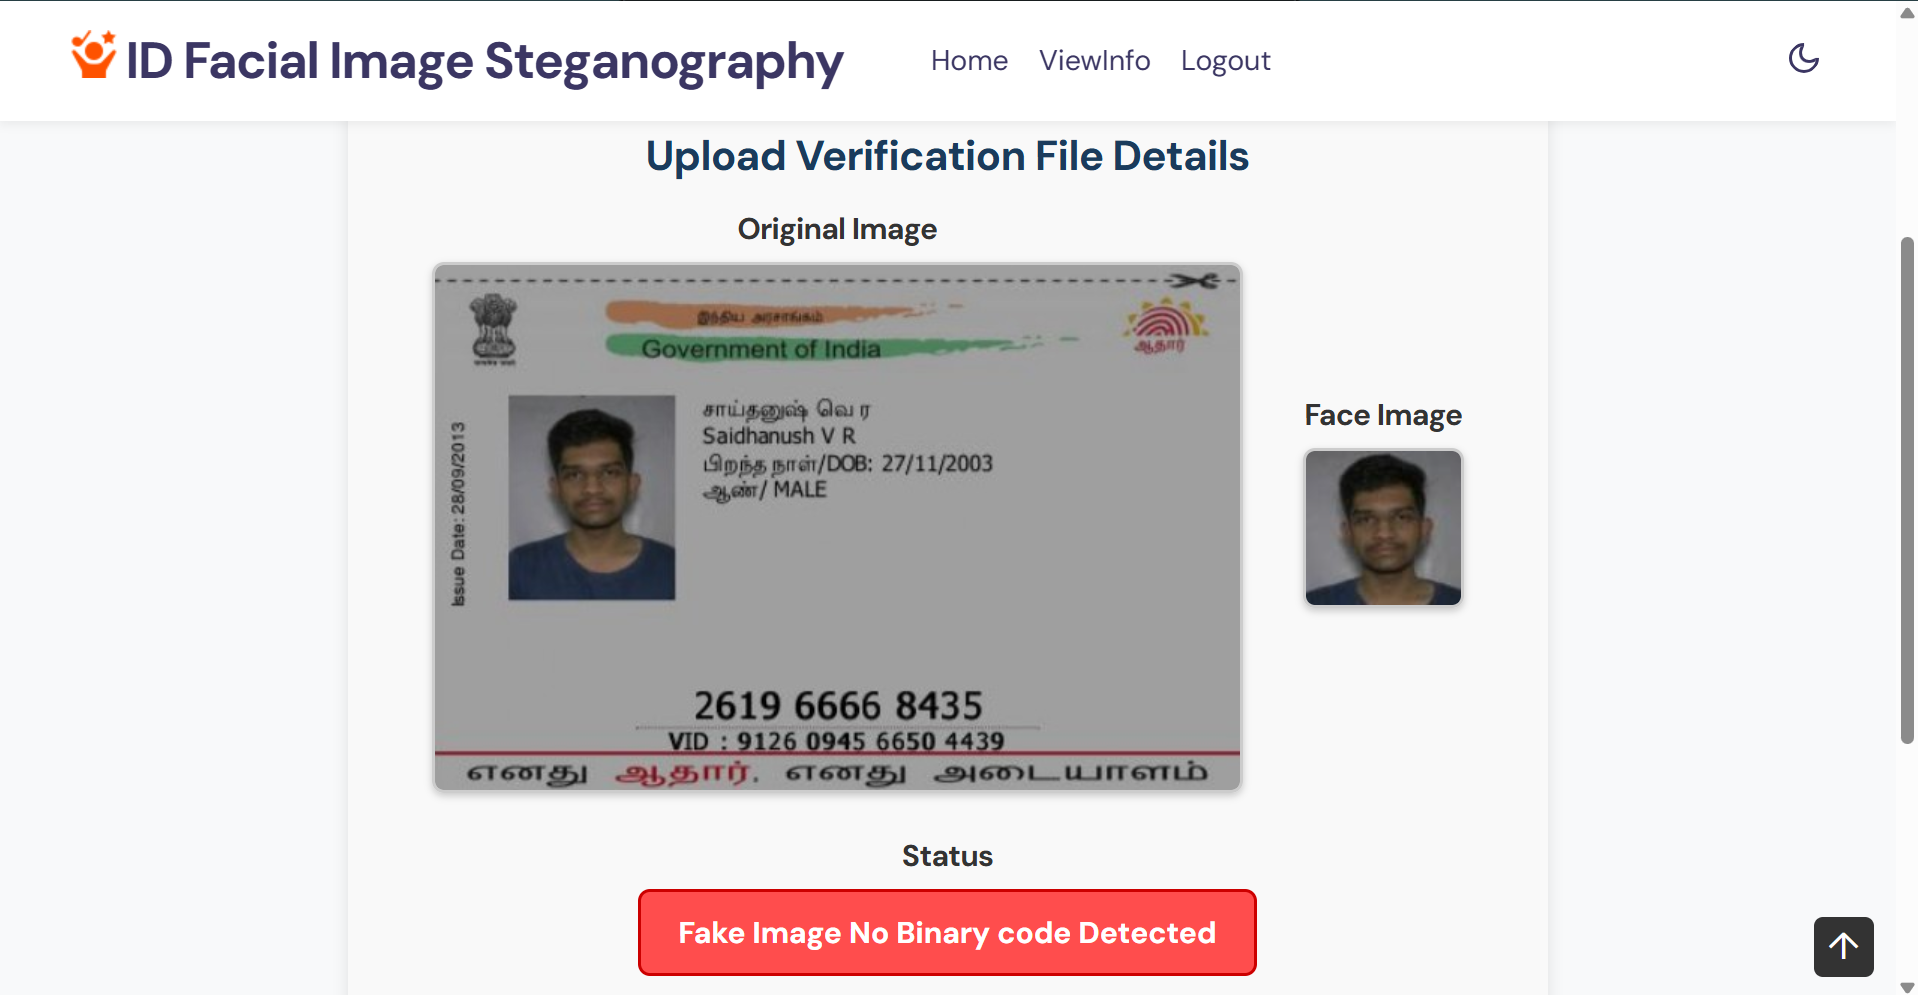 ID Facial Image Steganography
Home ViewInfo Logout
Upload Verification File Details
Original Image
இந்திய அரசாங்கம்
Government of India
ஆதார்
Issue Date: 28/09/2013
சாய்தனுஷ் வெ ர
Saidhanush V R
பிறந்த நாள்/DOB: 27/11/2003
ஆண்/ MALE
2619 6666 8435
VID : 9126 0945 6650 4439
எனது ஆதார், எனது அடையாளம்
Face Image
Status
Fake Image No Binary code Detected